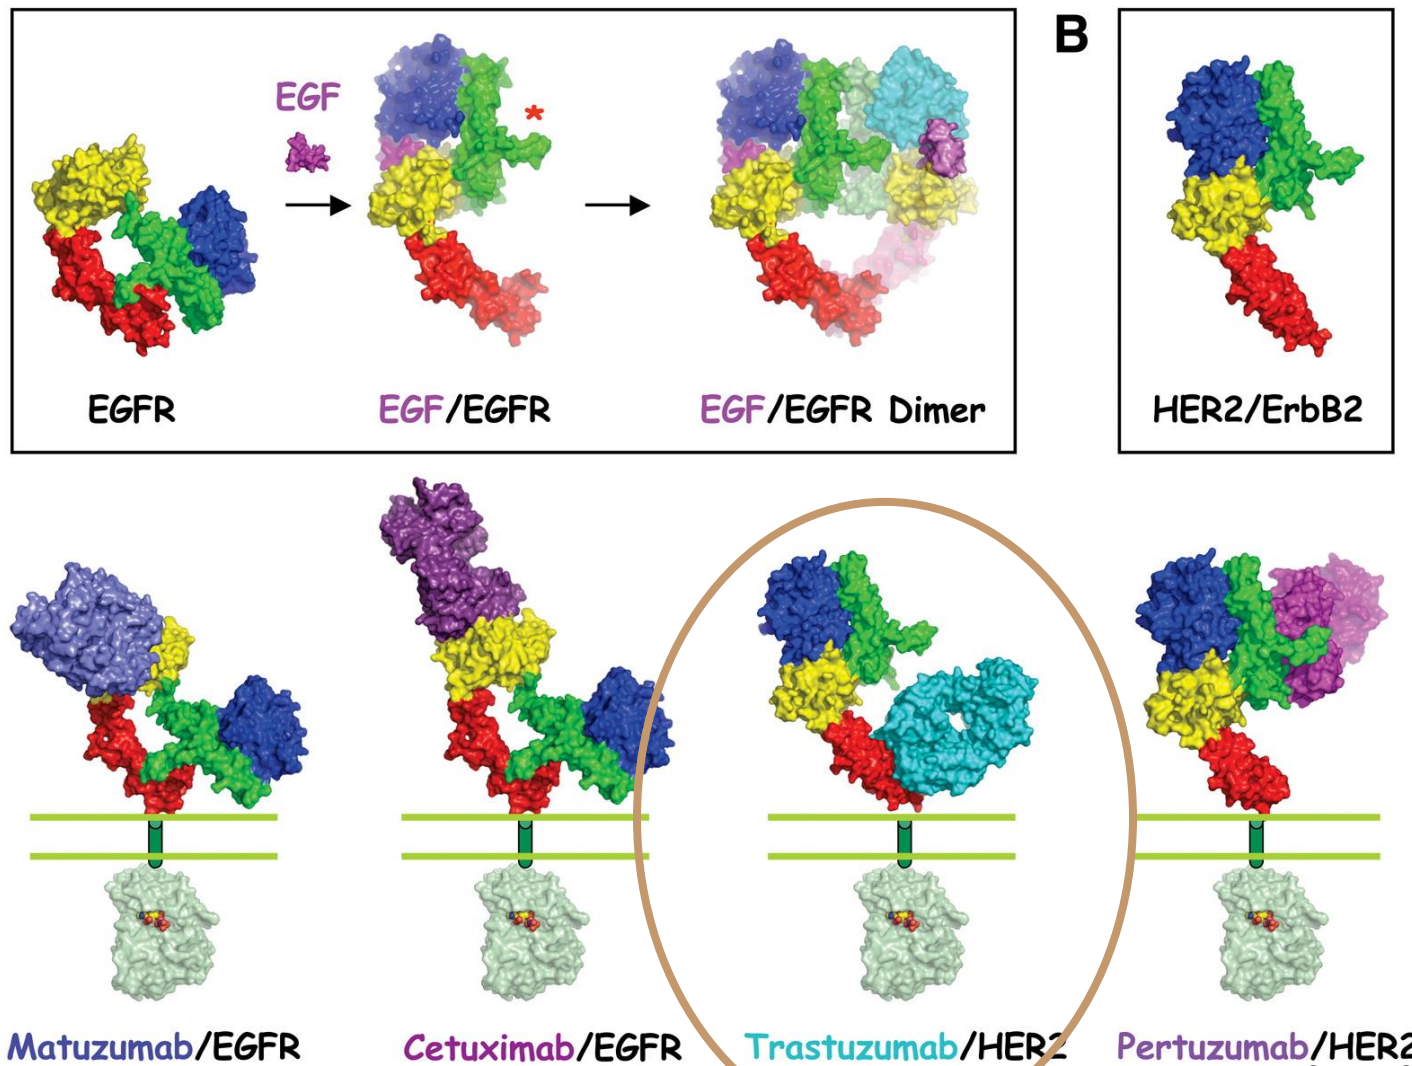 B
EGF
*
EGFR
EGF/EGFR
EGF/EGFR Dimer
HER2/ErbB2
Matuzumab/EGFR
Cetuximab/EGFR
Trastuzumab/HER2
Pertuzumab/HER2